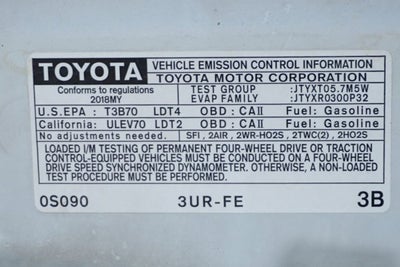 TOYOTA
VEHICLE EMISSION CONTROL INFORMATION
TOYOTA MOTOR CORPORATION
Conforms to regulations
2018MY
TEST GROUP :JTYXT05.7M5W
EVAP FAMILY :JTYXR0300P32
U.S.EPA : T3B70 LDT4 OBD : CAII Fuel: Gasoline
California: ULEV70 LDT2 OBD : CAII Fuel: Gasoline
No adjustments needed. SFI, 2AIR, 2WR-HO2S, 2TWC(2), 2HO2S
LOADED I/M TESTING OF PERMANENT FOUR-WHEEL DRIVE OR TRACTION
CONTROL-EQUIPPED VEHICLES MUST BE CONDUCTED ON A FOUR-WHEEL
DRIVE SPEED SYNCHRONIZED DYNAMOMETER. OTHERWISE, A NON-LOADED
TEST PROCEDURE MUST BE USED.
0S090 3UR-FE 3B